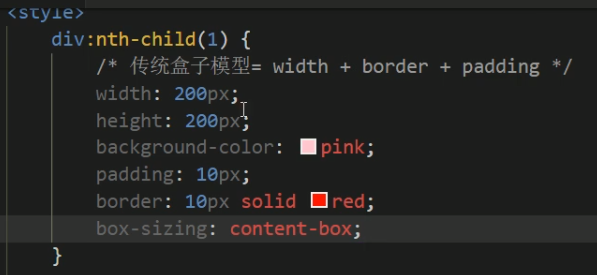 <style>
div:nth-child(1) {
/* 传统盒子模型= width + border + padding */
width: 200px;
height: 200px;
background-color: pink;
padding: 10px;
border: 10px solid red;
box-sizing: content-box;
}